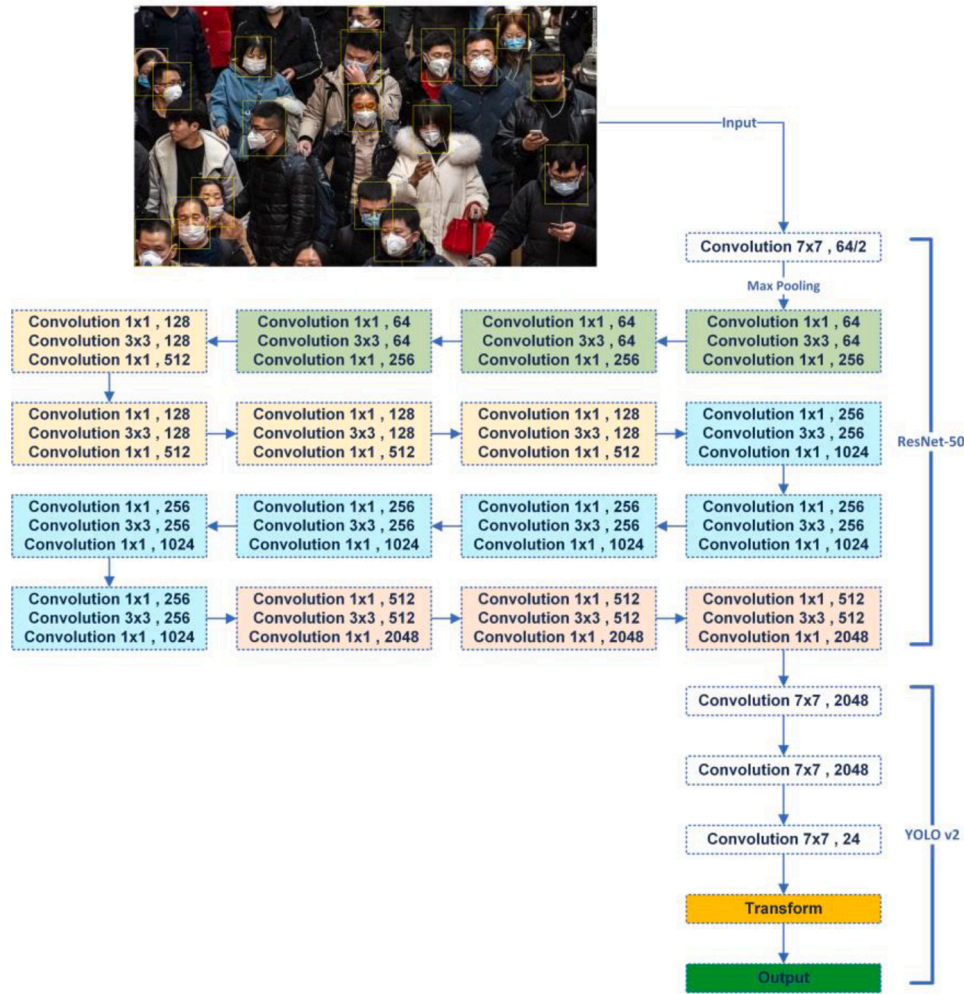 Input
Convolution 7x7 , 64/2
Max Pooling
Convolution 1x1 , 128
Convolution 3x3 , 128
Convolution 1x1 , 512
Convolution 1x1 , 64
Convolution 3x3 , 64
Convolution 1x1 , 256
Convolution 1x1 , 64
Convolution 3x3 , 64
Convolution 1x1 , 256
Convolution 1x1 , 64
Convolution 3x3 , 64
Convolution 1x1 , 256
Convolution 1x1 , 128
Convolution 3x3 , 128
Convolution 1x1 , 512
Convolution 1x1 , 128
Convolution 3x3 , 128
Convolution 1x1 , 512
Convolution 1x1 , 128
Convolution 3x3 , 128
Convolution 1x1 , 512
Convolution 1x1 , 256
Convolution 3x3 , 256
Convolution 1x1 , 1024
ResNet-50
Convolution 1x1 , 256
Convolution 3x3 , 256
Convolution 1x1 , 1024
Convolution 1x1 , 256
Convolution 3x3 , 256
Convolution 1x1 , 1024
Convolution 1x1 , 256
Convolution 3x3 , 256
Convolution 1x1 , 1024
Convolution 1x1 , 256
Convolution 3x3 , 256
Convolution 1x1 , 1024
Convolution 1x1 , 256
Convolution 3x3 , 256
Convolution 1x1 , 1024
Convolution 1x1 , 512
Convolution 3x3 , 512
Convolution 1x1 , 2048
Convolution 1x1 , 512
Convolution 3x3 , 512
Convolution 1x1 , 2048
Convolution 1x1 , 512
Convolution 3x3 , 512
Convolution 1x1 , 2048
Convolution 7x7 , 2048
Convolution 7x7 , 2048
Convolution 7x7 , 24
YOLO v2
Transform
Output